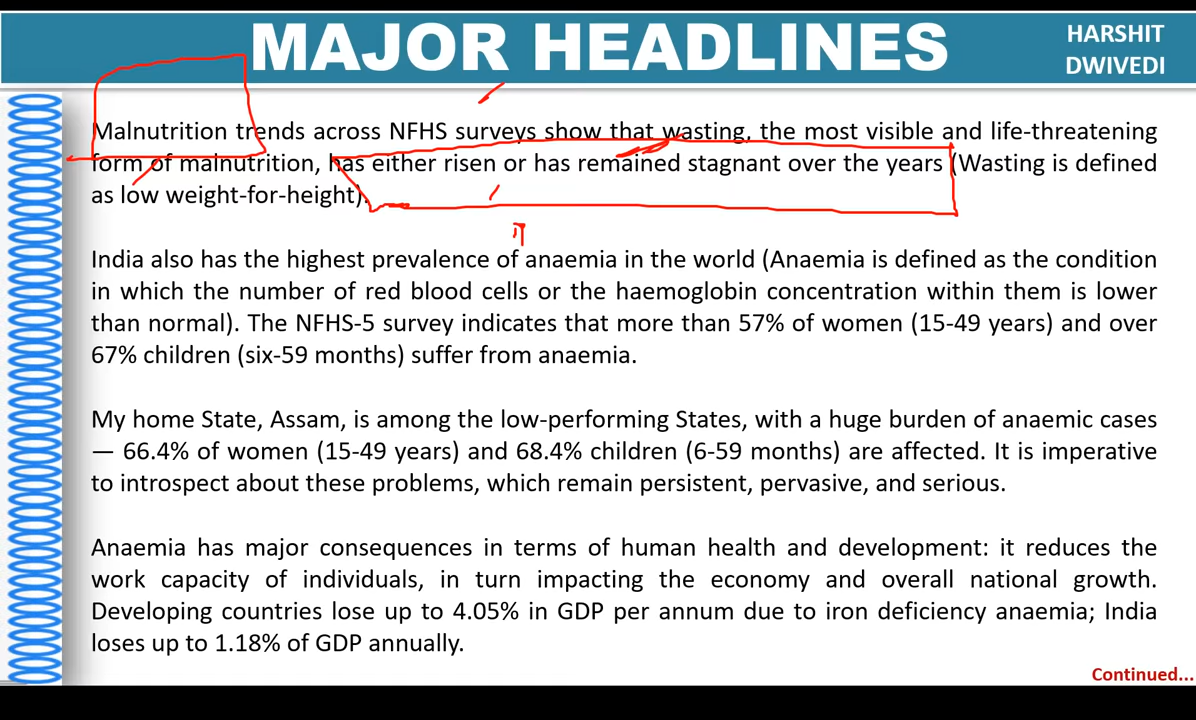 MAJOR HEADLINES
HARSHIT
DWIVEDI
Malnutrition trends across NFHS surveys show that wasting, the most visible and life-threatening
form of malnutrition, has either risen or has remained stagnant over the years (Wasting is defined
as low weight-for-height).
India also has the highest prevalence of anaemia in the world (Anaemia is defined as the condition
in which the number of red blood cells or the haemoglobin concentration within them is lower
than normal). The NFHS-5 survey indicates that more than 57% of women (15-49 years) and over
67% children (six-59 months) suffer from anaemia.
My home State, Assam, is among the low-performing States, with a huge burden of anaemic cases
— 66.4% of women (15-49 years) and 68.4% children (6-59 months) are affected. It is imperative
to introspect about these problems, which remain persistent, pervasive, and serious.
Anaemia has major consequences in terms of human health and development: it reduces the
work capacity of individuals, in turn impacting the economy and overall national growth.
Developing countries lose up to 4.05% in GDP per annum due to iron deficiency anaemia; India
loses up to 1.18% of GDP annually.
Continued...